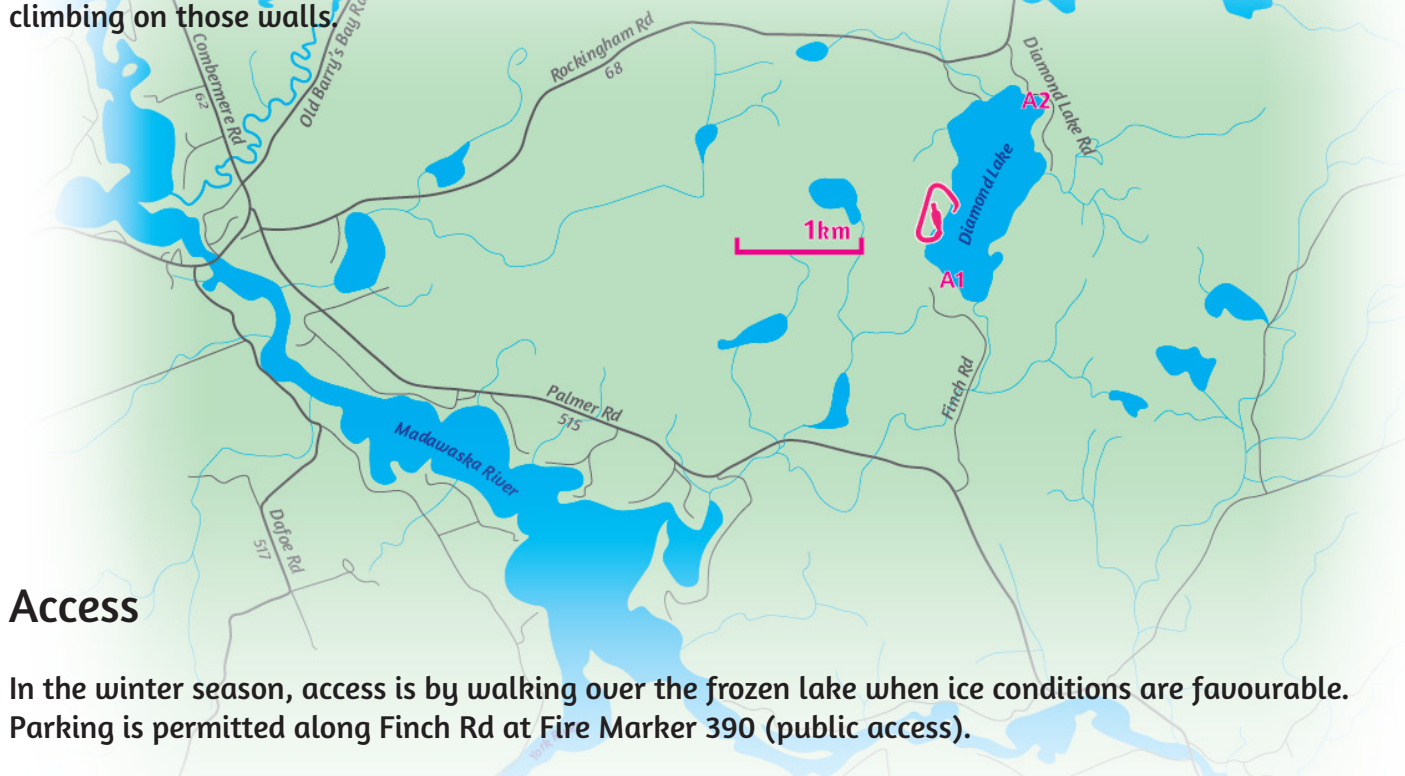 climbing on those walls.
Combermere Rd
62
Old Barry's Bay Rd
Rockingham Rd
68
Diamond Lake Rd
A2
Diamond Lake
1km
A1
Finch Rd
Palmer Rd
515
Madawaska River
Dafoe Rd
517
Access
In the winter season, access is by walking over the frozen lake when ice conditions are favourable.
Parking is permitted along Finch Rd at Fire Marker 390 (public access).